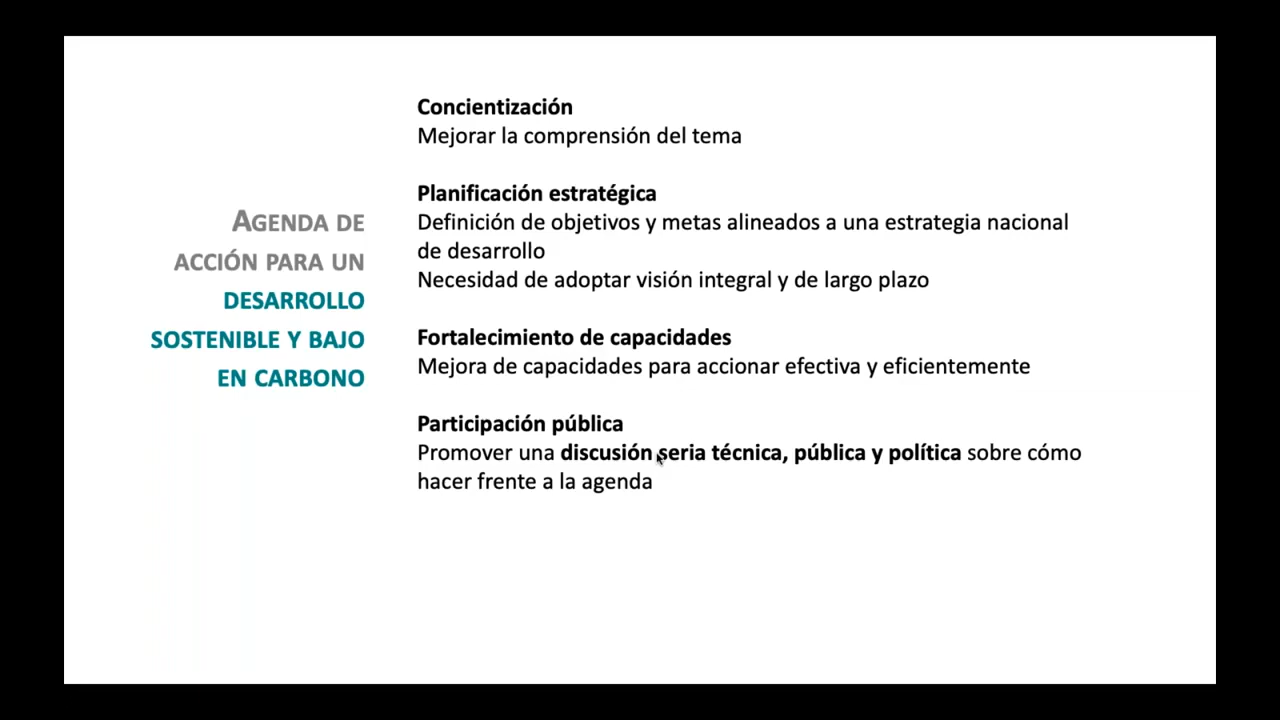 AGENDA DE
ACCIÓN PARA UN
DESARROLLO
SOSTENIBLE Y BAJO
EN CARBONO
Concientización
Mejorar la comprensión del tema
Planificación estratégica
Definición de objetivos y metas alineados a una estrategia nacional
de desarrollo
Necesidad de adoptar visión integral y de largo plazo
Fortalecimiento de capacidades
Mejora de capacidades para accionar efectiva y eficientemente
Participación pública
Promover una discusión seria técnica, pública y política sobre cómo
hacer frente a la agenda